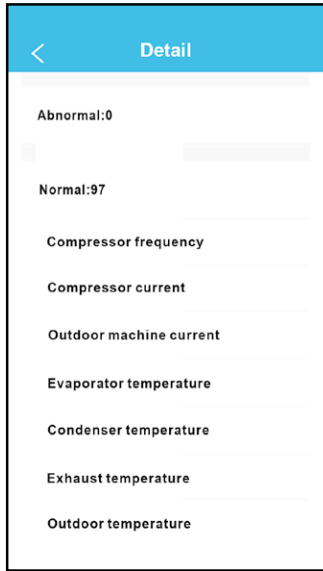 Detail
Abnormal:0
Normal:97
Compressor frequency
Compressor current
Outdoor machine current
Evaporator temperature
Condenser temperature
Exhaust temperature
Outdoor temperature